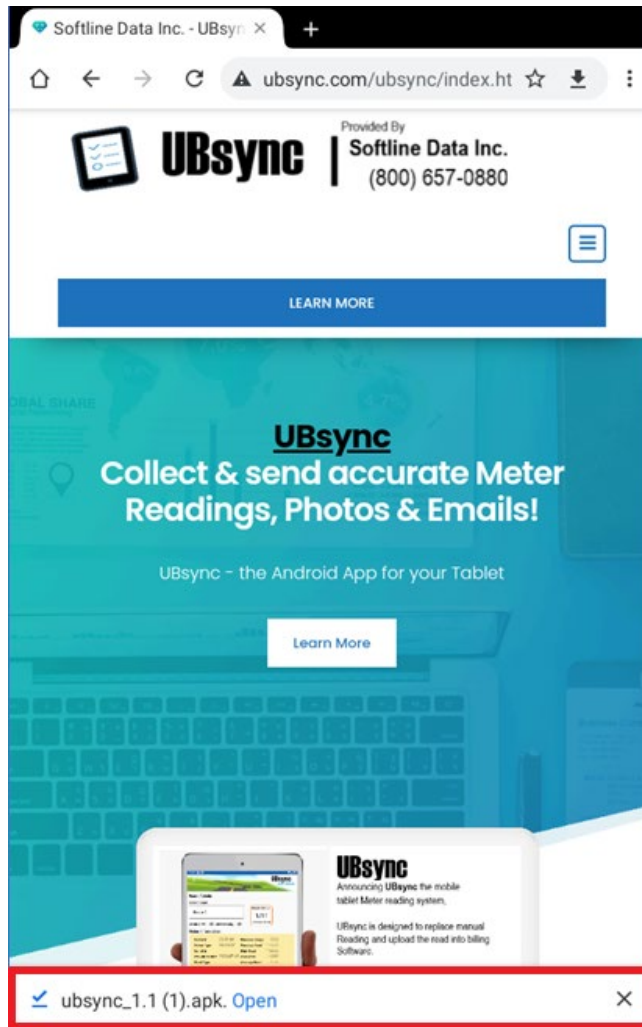 Softline Data Inc. - UBsyn
ubsync.com/ubsync/index.ht
UBsync
Provided By
Softline Data Inc.
(800) 657-0880
LEARN MORE
OBAL SHARE
UBsync
Collect & send accurate Meter
Readings, Photos & Emails!
UBsync - the Android App for your Tablet
Learn More
UBsync
Announcing UBsync the mobile
tablet Meter reading system,
UBsync is designed to replace manual
Reading and upload the read into billing
Software.
ubsync_1.1 (1).apk. Open